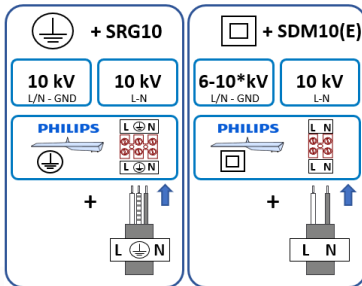 + SRG10
10 kV
L/N - GND
10 kV
L-N
PHILIPS
L N
L N
+
L N
+ SDM10(E)
6-10*kV
L/N - GND
10 kV
L-N
PHILIPS
L N
L N
+
L N